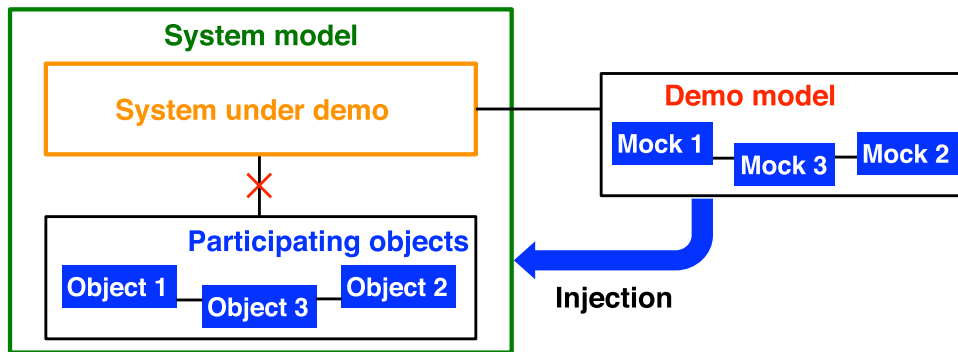 System model
System under demo
Demo model
Mock 1
Mock 3
Mock 2
Participating objects
Object 1
Object 3
Object 2
Injection